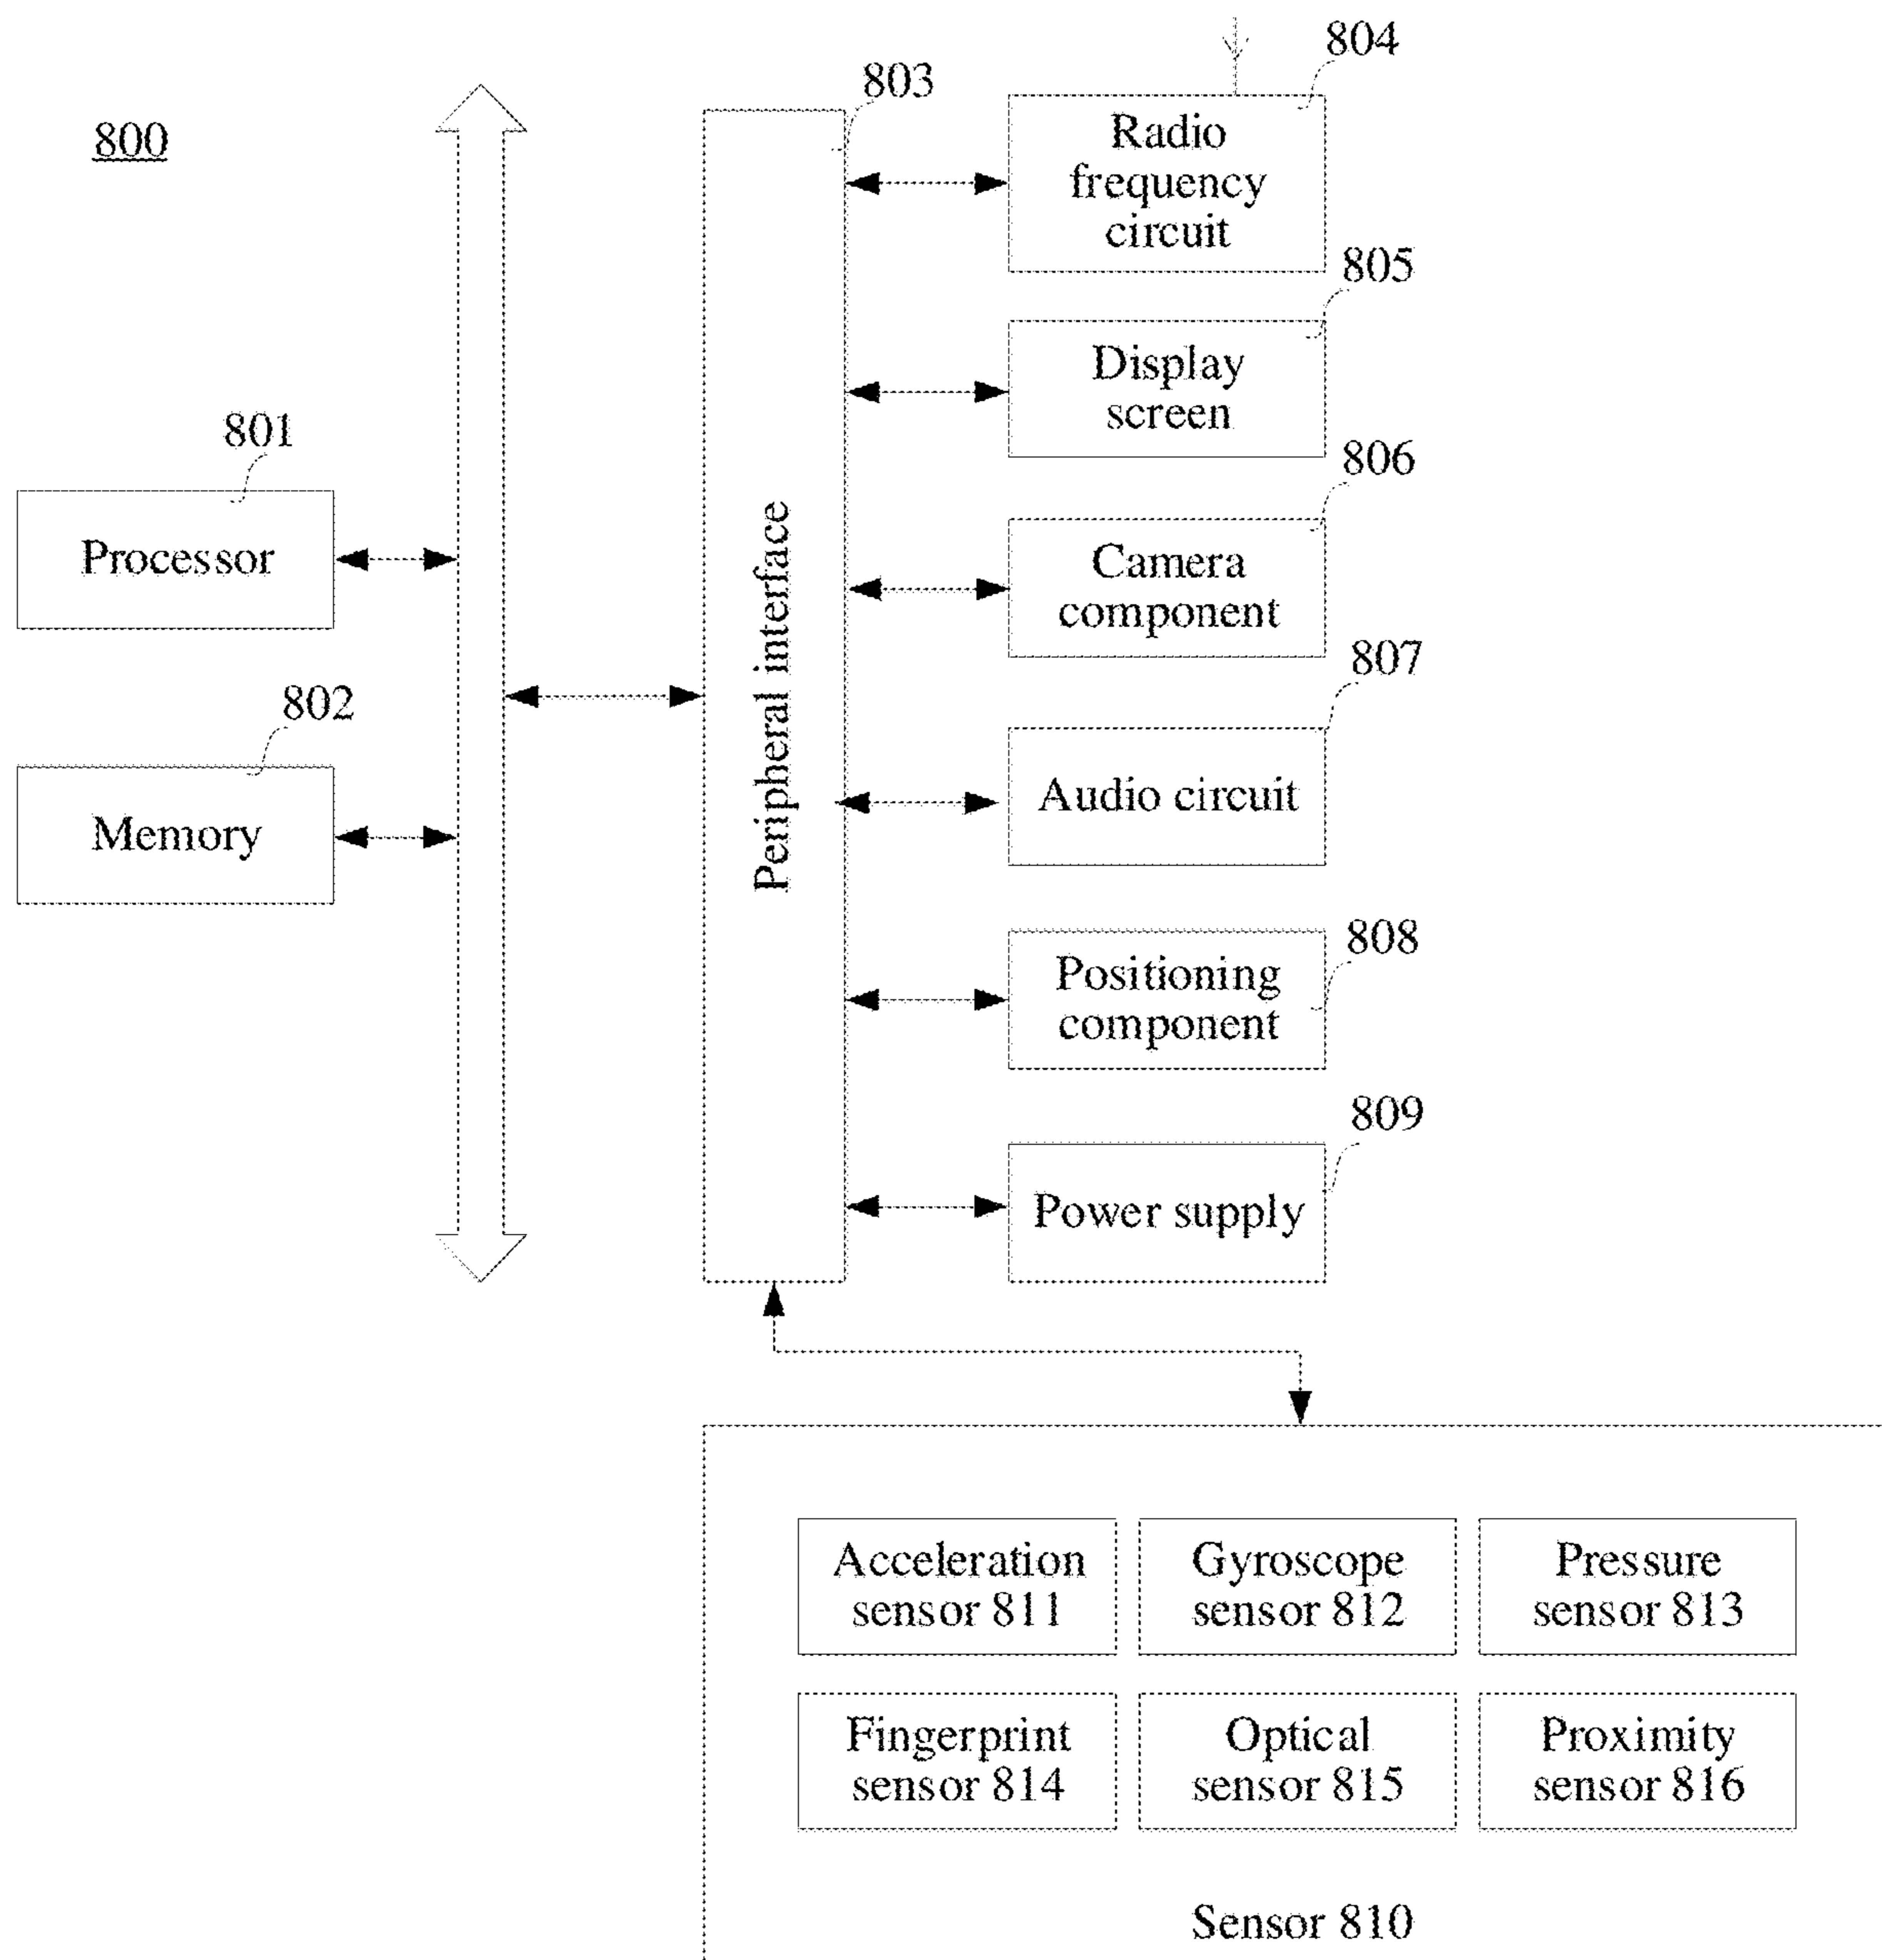 800
801
Processor
802
Memory
803
Peripheral interface
804
Radio
frequency
circuit
805
Display
screen
806
Camera
component
807
Audio circuit
808
Positioning
component
809
Power supply
Acceleration
sensor 811
Gyroscope
sensor 812
Pressure
sensor 813
Fingerprint
sensor 814
Optical
sensor 815
Proximity
sensor 816
Sensor 810